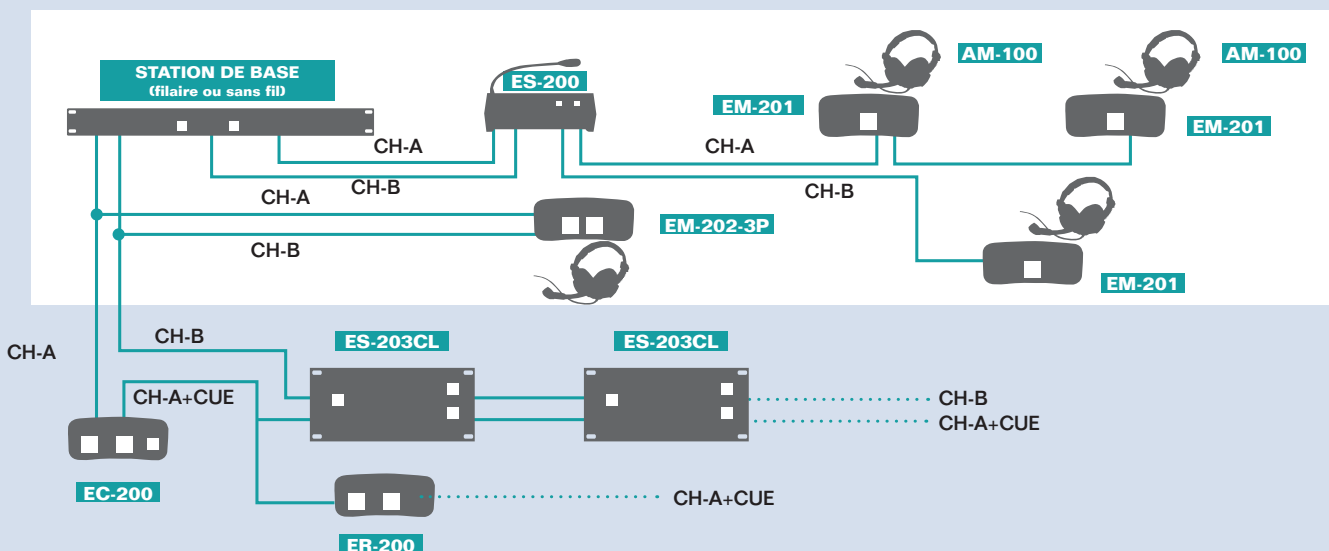 STATION DE BASE
(filaire ou sans fil)
ES-200
AM-100
AM-100
EM-201
EM-201
CH-A
CH-B
CH-A
CH-B
CH-A
CH-B
EM-202-3P
EM-201
CH-A
CH-B
CH-A+CUE
ES-203CL
ES-203CL
CH-B
CH-A+CUE
EC-200
CH-A+CUE
ER-200